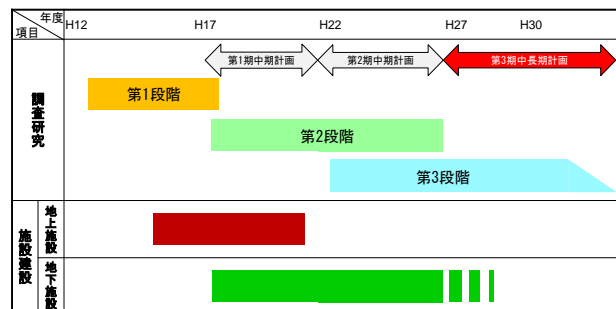 年度
項目
H12 H17 H22 H27 H30
第1期中期計画 第2期中期計画 第3期中長期計画
調査研究
第1段階
第2段階
第3段階
施設建設
地上施設
地下施設